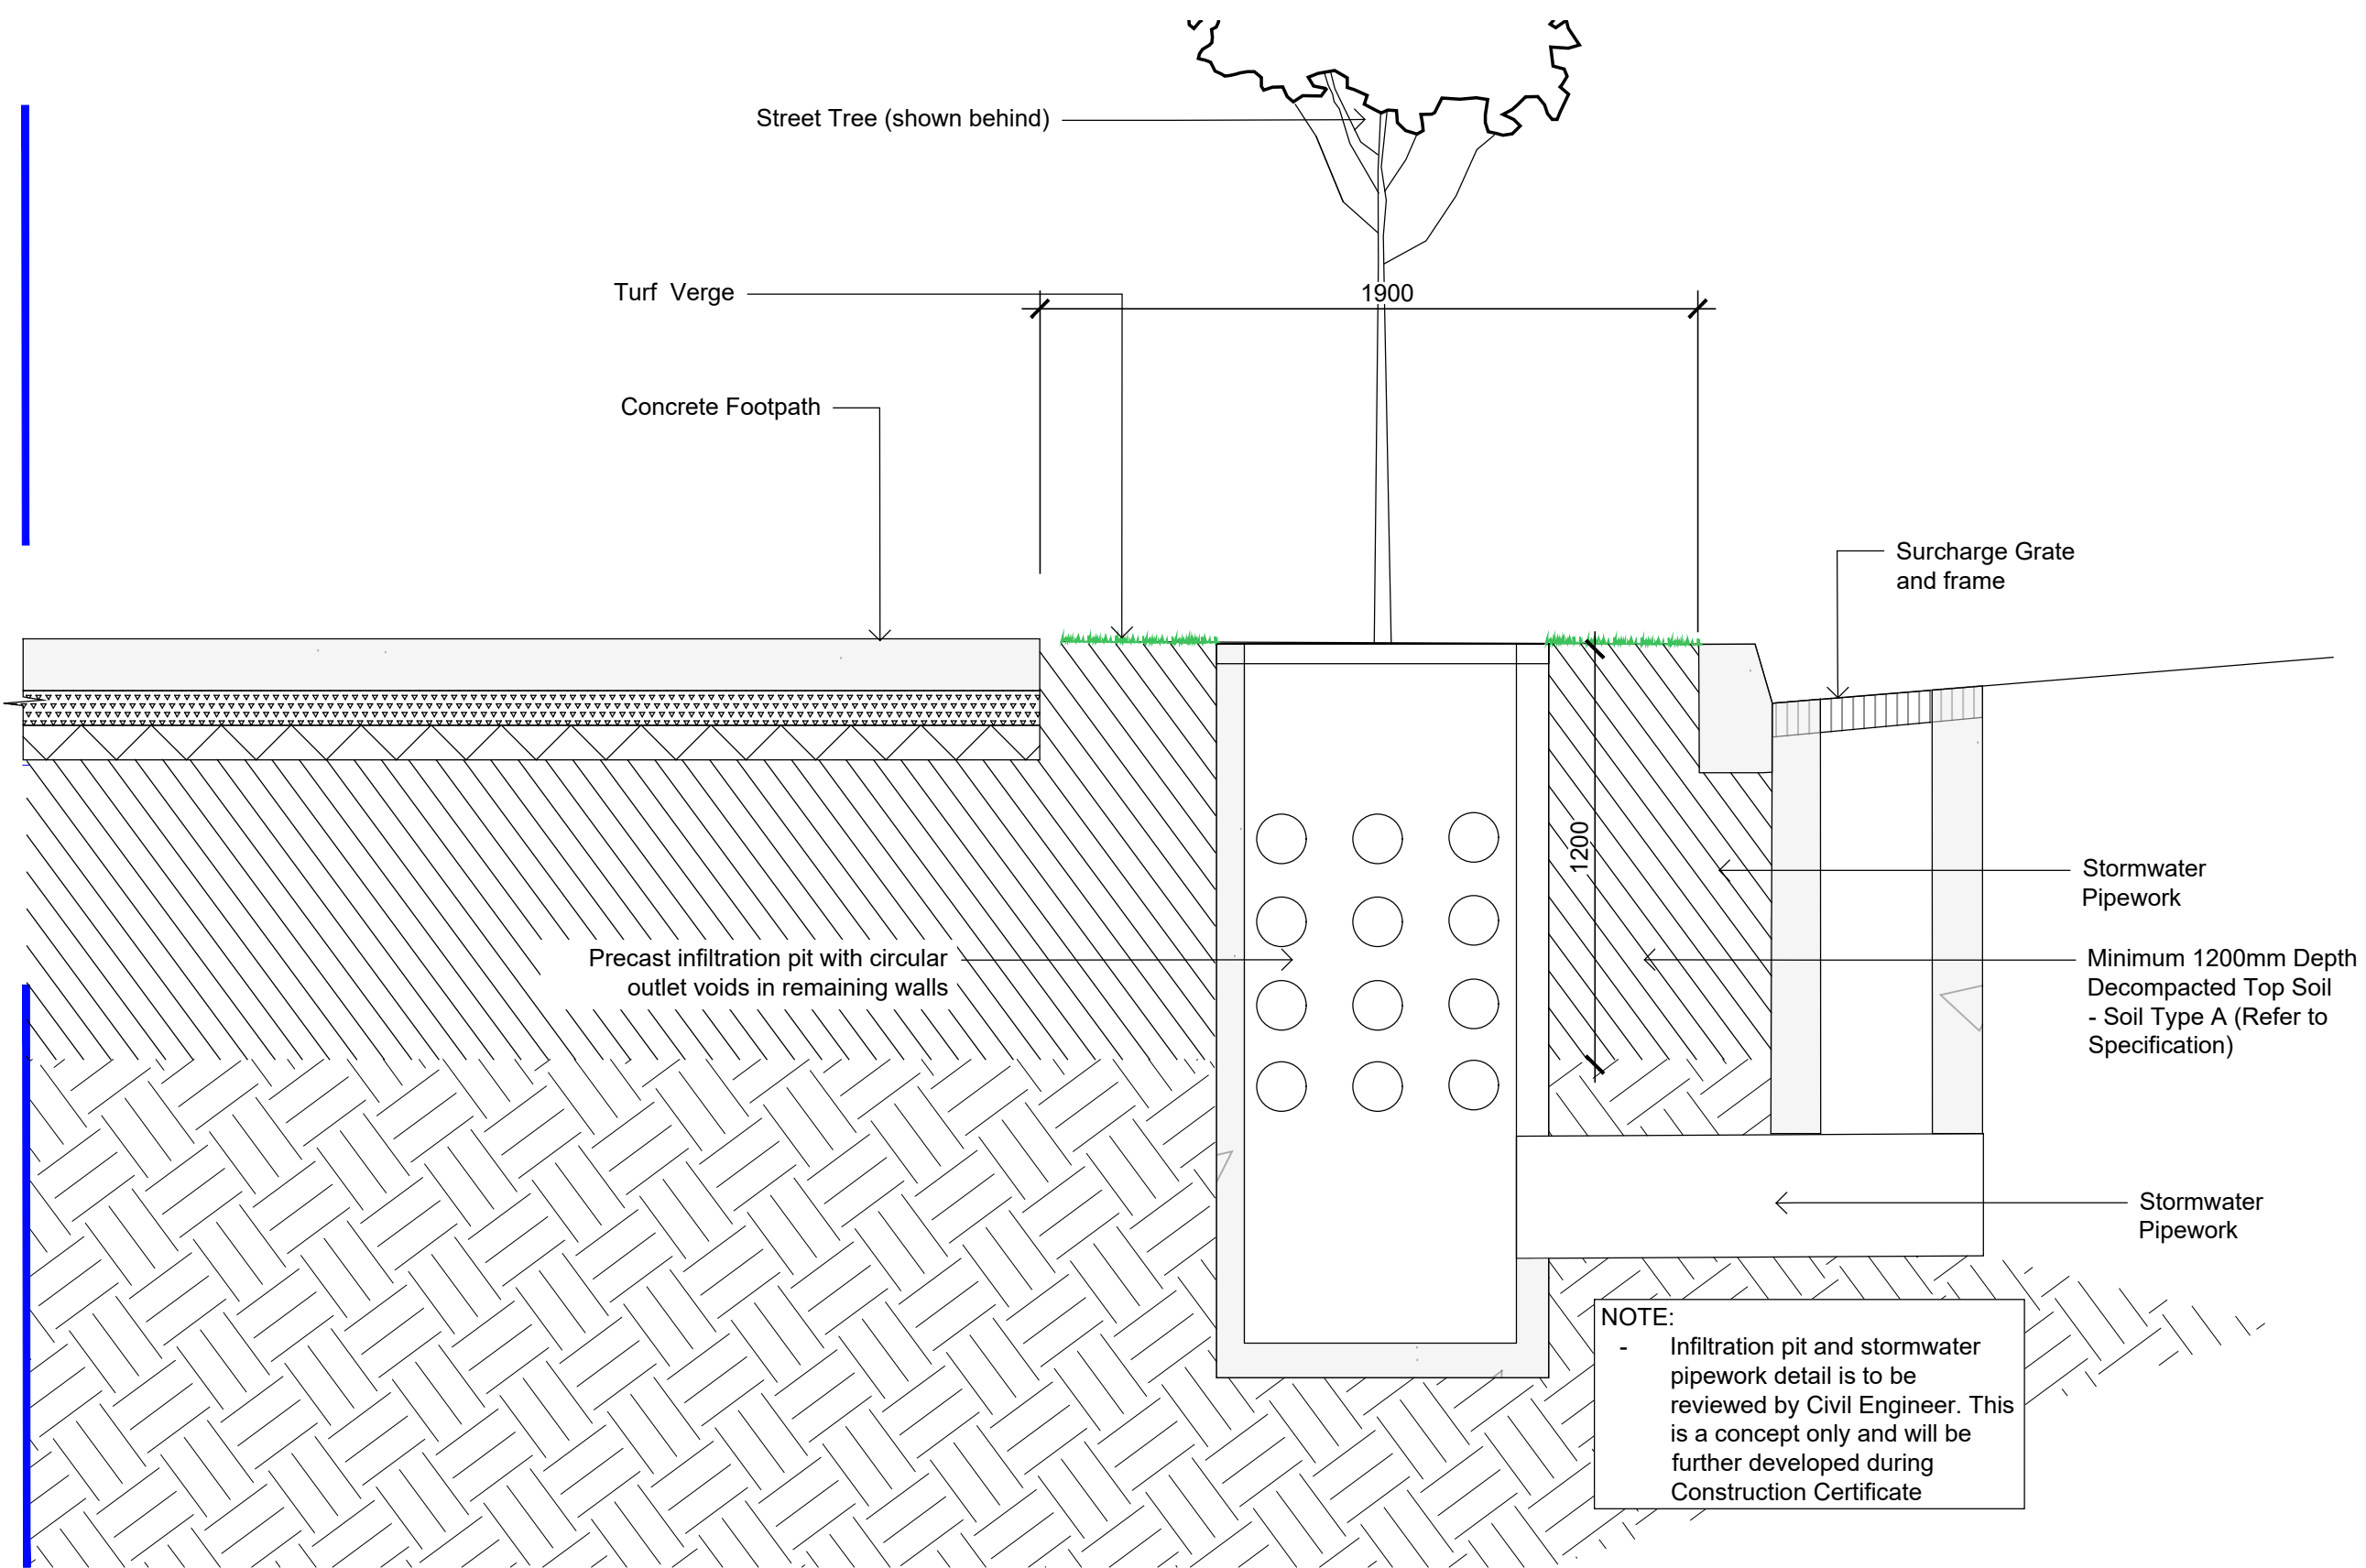 Street Tree (shown behind)
Turf Verge
1900
Concrete Footpath
Surcharge Grate
and frame
1200
Stormwater
Pipework
Precast infiltration pit with circular
outlet voids in remaining walls
Minimum 1200mm Depth
Decompacted Top Soil
- Soil Type A (Refer to
Specification)
Stormwater
Pipework
NOTE:
- Infiltration pit and stormwater
pipework detail is to be
reviewed by Civil Engineer. This
is a concept only and will be
further developed during
Construction Certificate